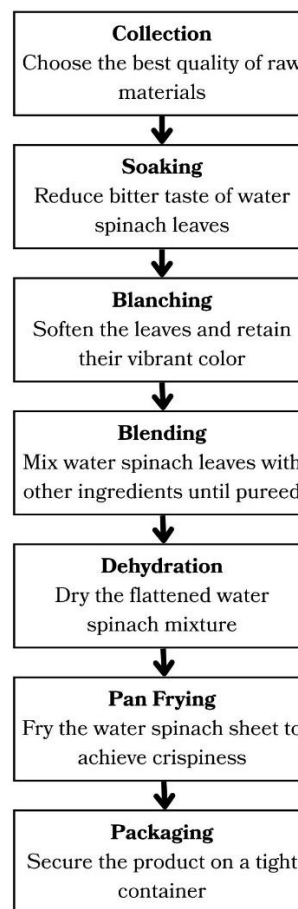 Collection
Choose the best quality of raw
materials
Soaking
Reduce bitter taste of water
spinach leaves
Blanching
Soften the leaves and retain
their vibrant color
Blending
Mix water spinach leaves with
other ingredients until pureed
Dehydration
Dry the flattened water
spinach mixture
Pan Frying
Fry the water spinach sheet to
achieve crispiness
Packaging
Secure the product on a tight
container